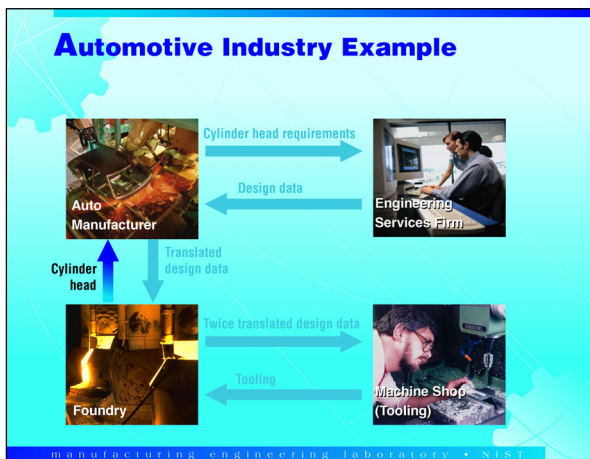 Automotive Industry Example
Cylinder head requirements
Design data
Auto
Manufacturer
Engineering
Services Firm
Translated
design data
Cylinder
head
Twice translated design data
Tooling
Foundry
Machine Shop
(Tooling)
manufacturing engineering laboratory • NIST